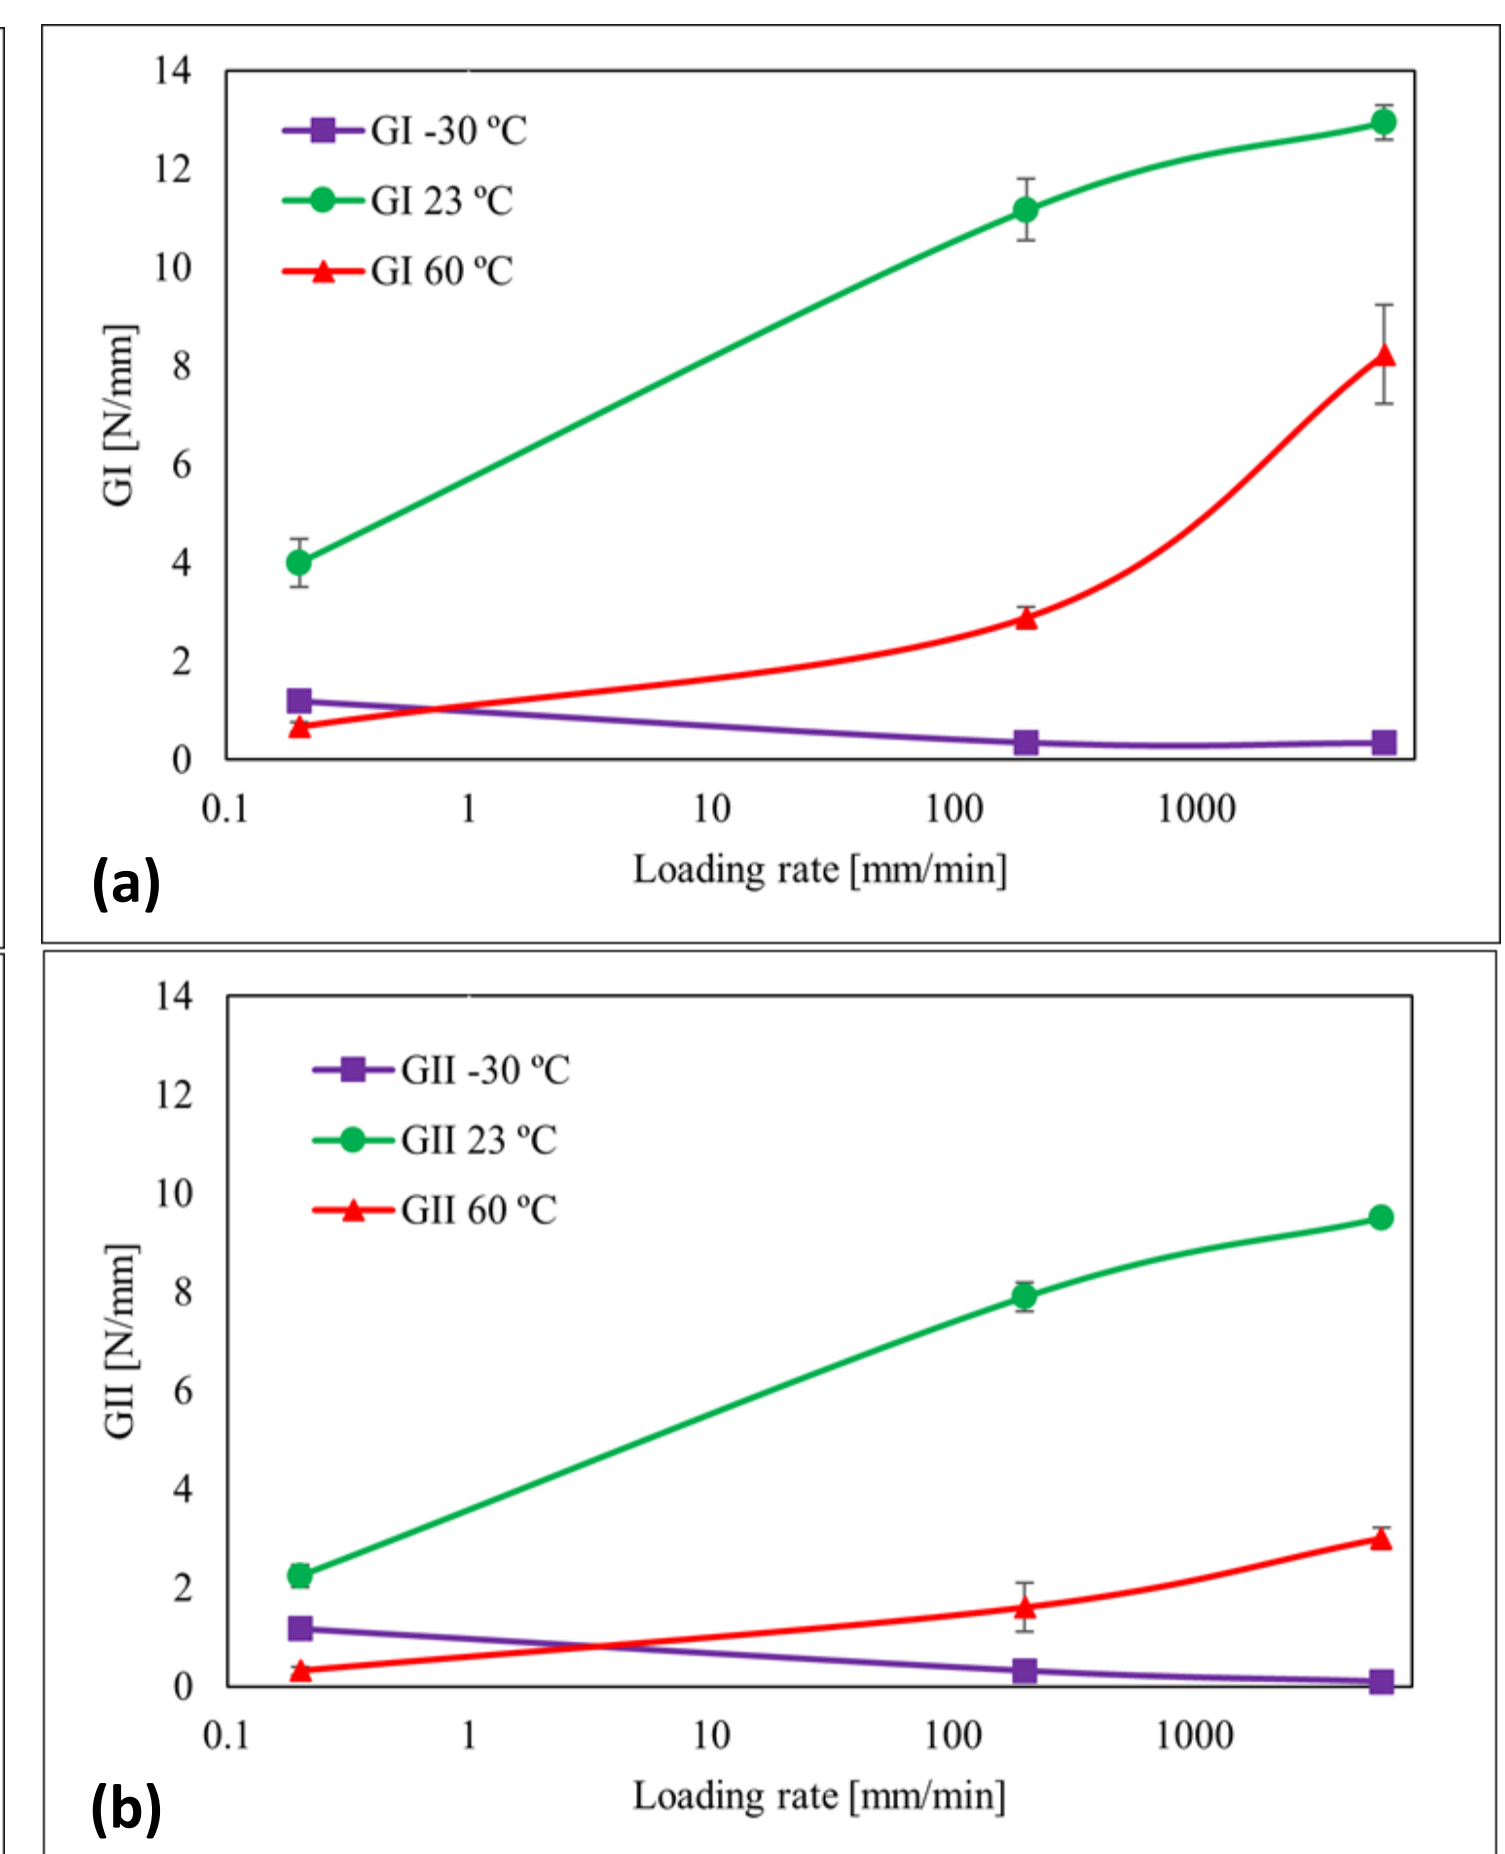 14
12
10
8
6
4
2
0
GI [N/mm]
GI -30 ºC
GI 23 ºC
GI 60 ºC
0.1 1 10 100 1000
Loading rate [mm/min]
(a)
14
12
10
8
6
4
2
0
GII [N/mm]
GII -30 ºC
GII 23 ºC
GII 60 ºC
0.1 1 10 100 1000
Loading rate [mm/min]
(b)